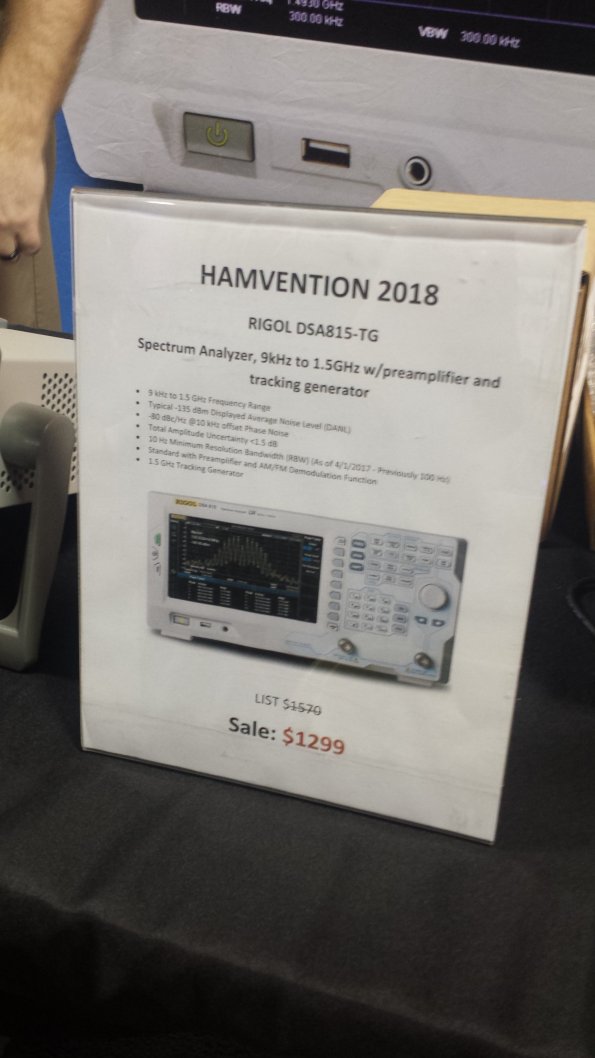 1.4930 GHz
RBW 300.00 kHz
VBW 300.00 kHz
HAMVENTION 2018
RIGOL DSA815-TG
Spectrum Analyzer, 9kHz to 1.5GHz w/preamplifier and
tracking generator
• 9 kHz to 1.5 GHz Frequency Range
• Typical -135 dBm Displayed Average Noise Level (DANL)
• -80 dBc/Hz @10 kHz offset Phase Noise
• Total Amplitude Uncertainty <1.5 dB
• 10 Hz Minimum Resolution Bandwidth (RBW) (As of 4/1/2017 - Previously 100 Hz)
• Standard with Preamplifier and AM/FM Demodulation Function
• 1.5 GHz Tracking Generator
RIGOL DSA 815
LIST $1570
Sale: $1299